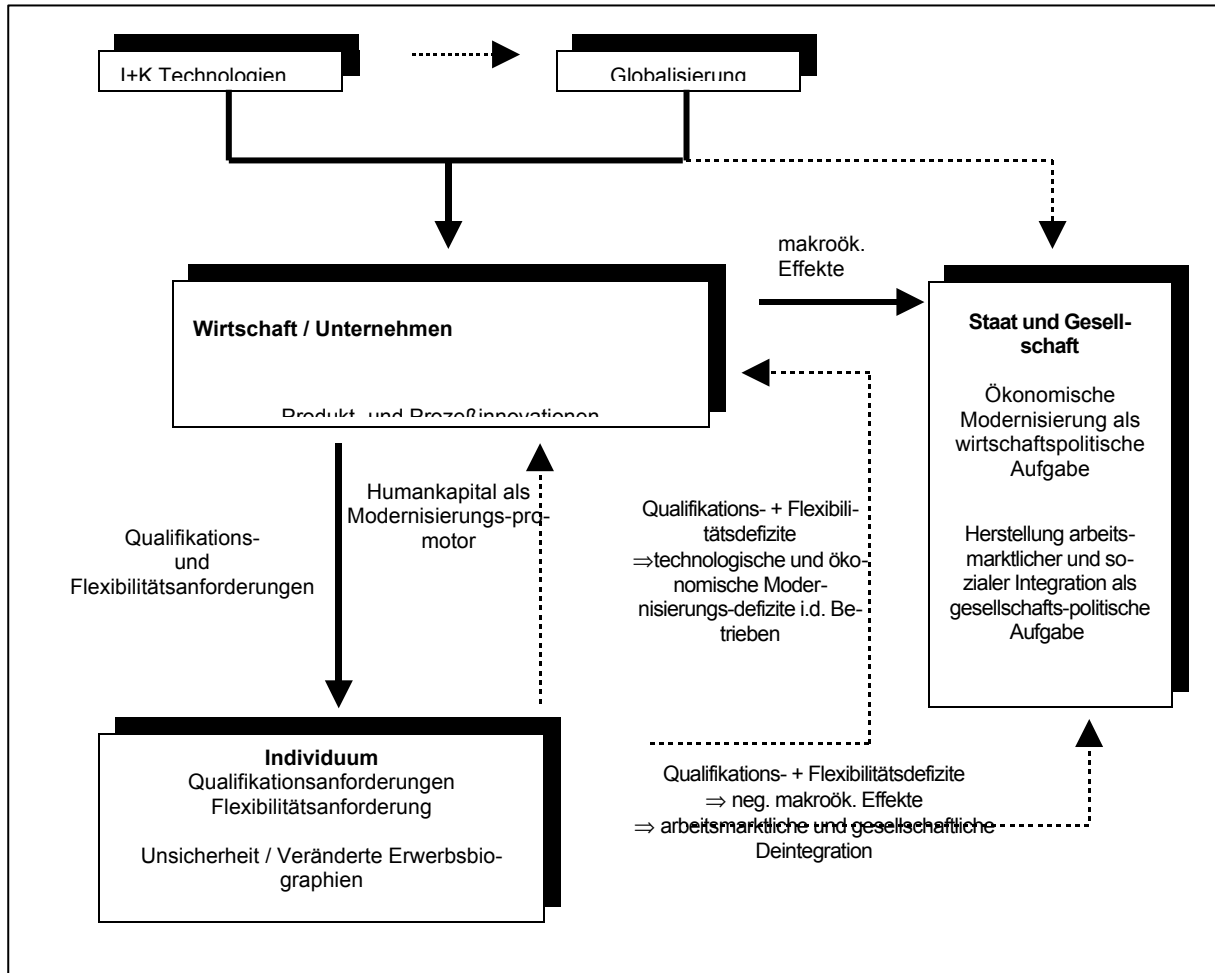 I+K Technologien
Globalisierung
makroök.
Effekte
Wirtschaft / Unternehmen
Produkt- und Prozeßinnovationen
Staat und Gesell-
schaft
Ökonomische
Modernisierung als
wirtschaftspolitische
Aufgabe
Herstellung arbeits-
marktlicher und so-
zialer Integration als
gesellschafts-politische
Aufgabe
Qualifikations-
und
Flexibilitätsanforderungen
Humankapital als
Modernisierungs-pro-
motor
Qualifikations- + Flexibili-
tätsdefizite
⇒technologische und öko-
nomische Moder-
nisierungs-defizite i.d. Be-
trieben
Individuum
Qualifikationsanforderungen
Flexibilitätsanforderung
Unsicherheit / Veränderte Erwerbsbio-
graphien
Qualifikations- + Flexibilitätsdefizite
⇒ neg. makroök. Effekte
⇒ arbeitsmarktliche und gesellschaftliche
Deintegration